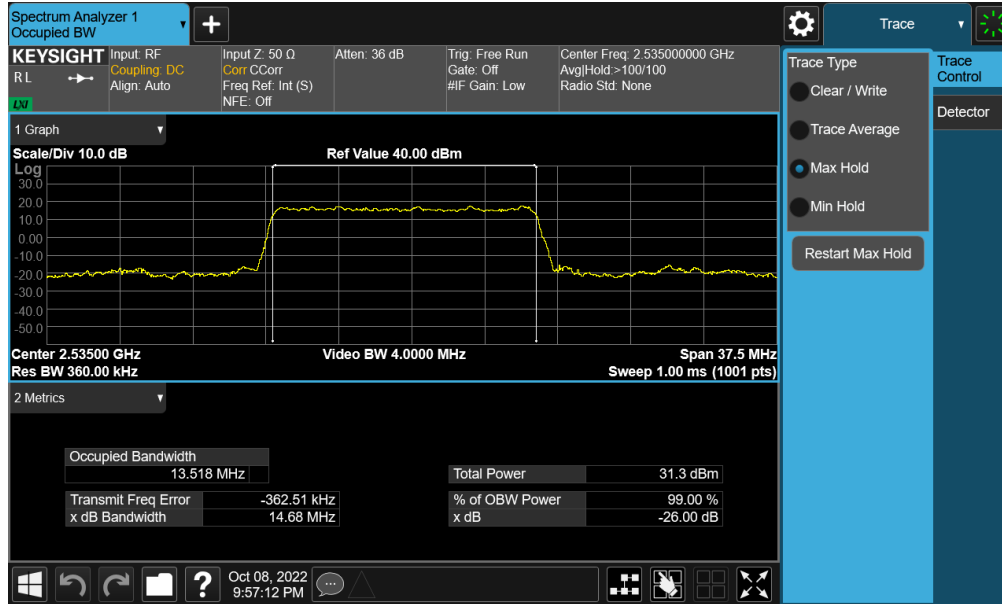 Spectrum Analyzer 1
Occupied BW
Trace
KEYSIGHT
R L
LXI
Input: RF
Coupling: DC
Align: Auto
Input Z: 50 Ω
Corr CCorr
Freq Ref: Int (S)
NFE: Off
Atten: 36 dB
Trig: Free Run
Gate: Off
#IF Gain: Low
Center Freq: 2.535000000 GHz
Avg|Hold:>100/100
Radio Std: None
1 Graph
Scale/Div 10.0 dB
Ref Value 40.00 dBm
Log
30.0
20.0
10.0
0.00
-10.0
-20.0
-30.0
-40.0
-50.0
Center 2.53500 GHz
Video BW 4.0000 MHz
Span 37.5 MHz
Res BW 360.00 kHz
Sweep 1.00 ms (1001 pts)
2 Metrics
Occupied Bandwidth
13.518 MHz
Total Power 31.3 dBm
Transmit Freq Error -362.51 kHz
% of OBW Power 99.00 %
x dB Bandwidth 14.68 MHz
x dB -26.00 dB
Trace Type
Clear / Write
Trace Average
Max Hold
Min Hold
Restart Max Hold
Trace
Control
Detector
?
Oct 08, 2022
9:57:12 PM